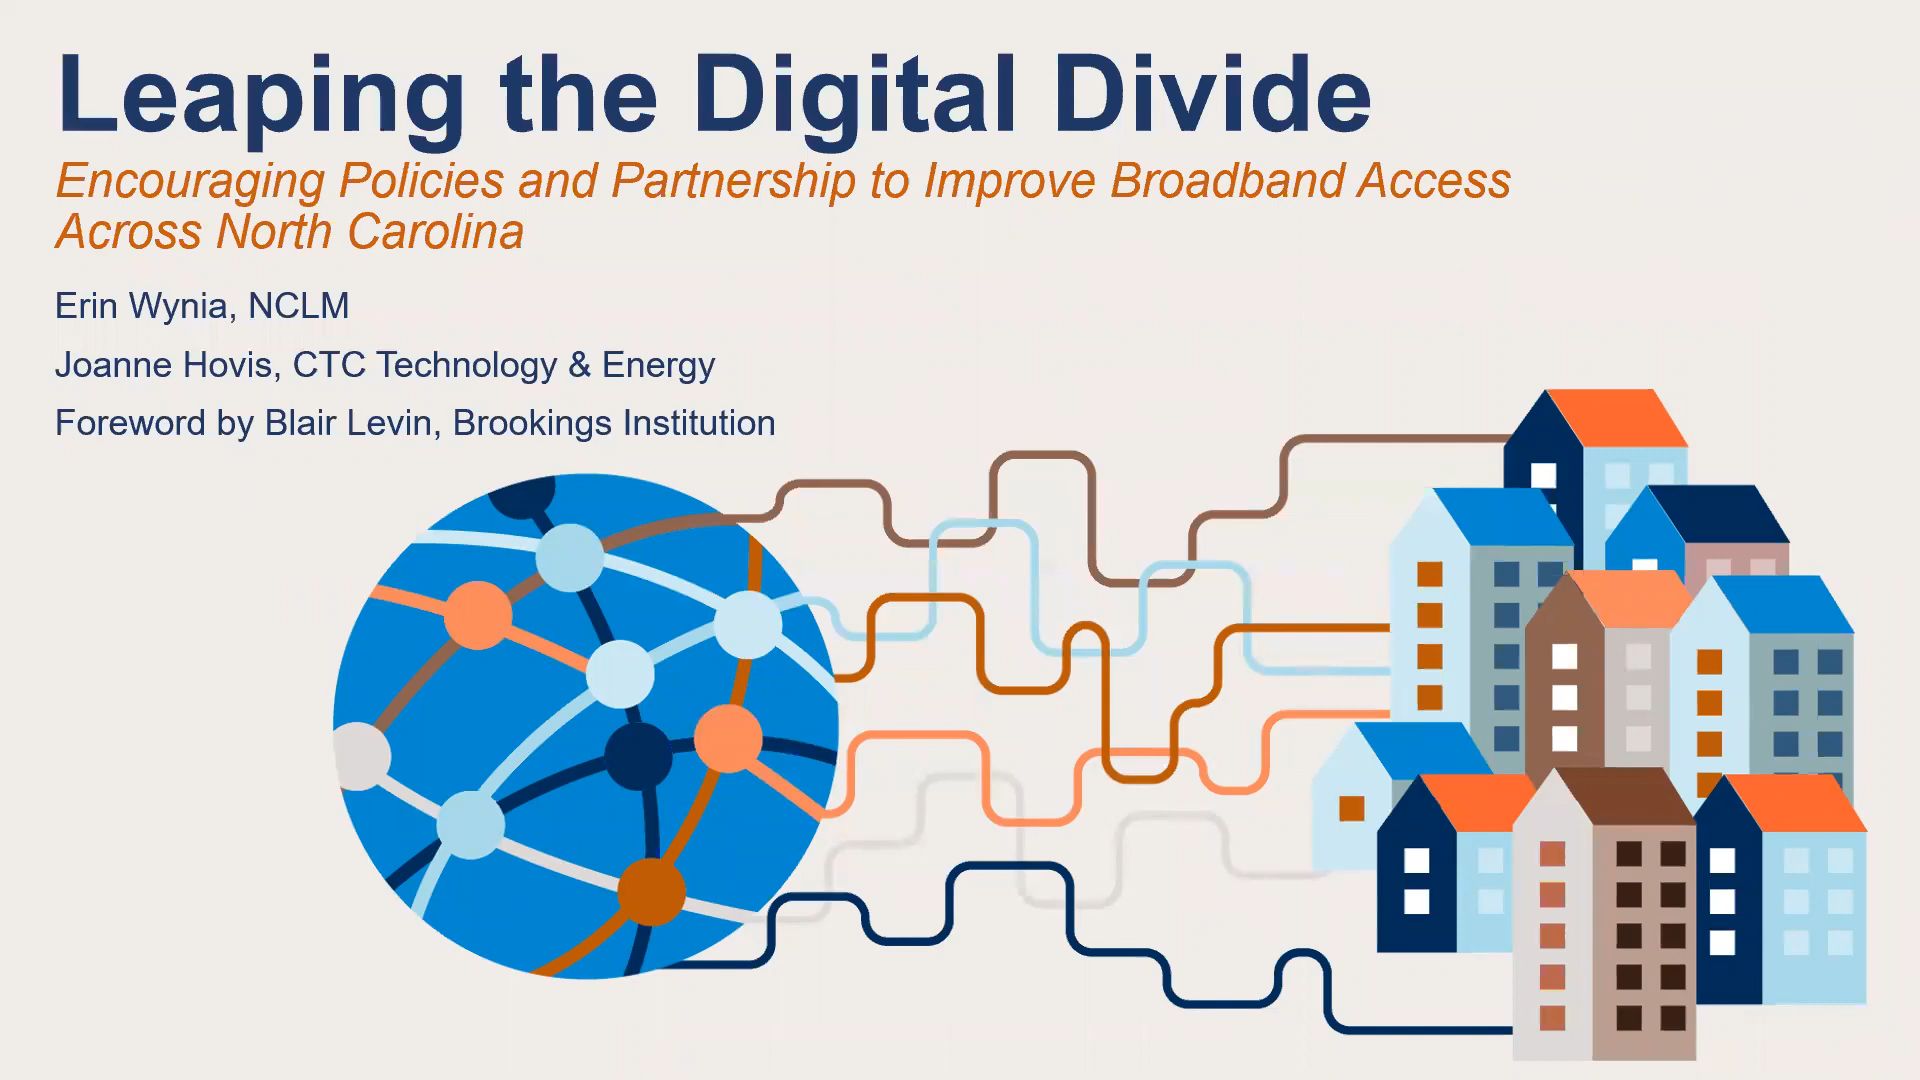 Leaping the Digital Divide
Encouraging Policies and Partnership to Improve Broadband Access
Across North Carolina
Erin Wynia, NCLM
Joanne Hovis, CTC Technology & Energy
Foreword by Blair Levin, Brookings Institution